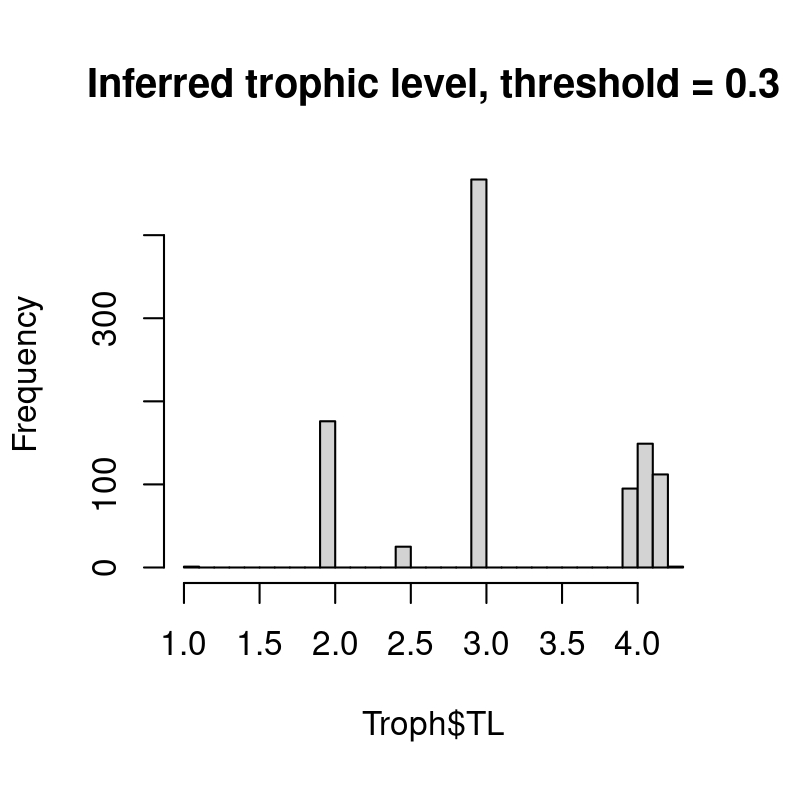 Inferred trophic level, threshold = 0.3
Frequency
300
100
0
1.0 1.5 2.0 2.5 3.0 3.5 4.0
Troph$TL